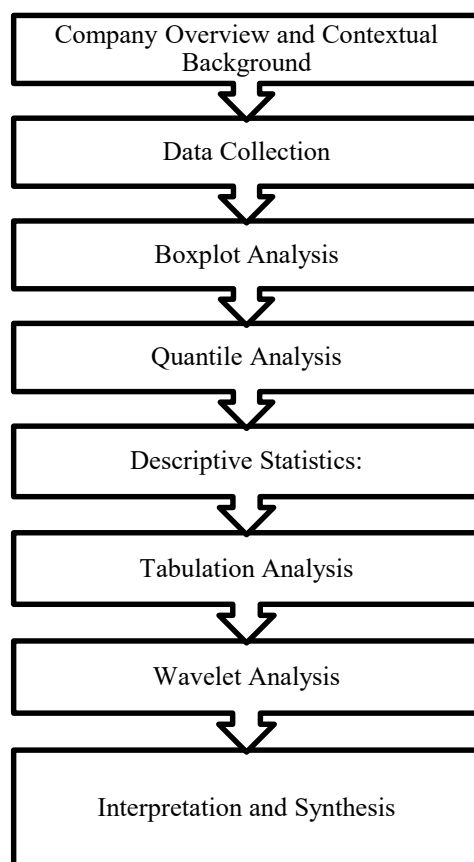 Company Overview and Contextual
Background
Data Collection
Boxplot Analysis
Quantile Analysis
Descriptive Statistics:
Tabulation Analysis
Wavelet Analysis
Interpretation and Synthesis